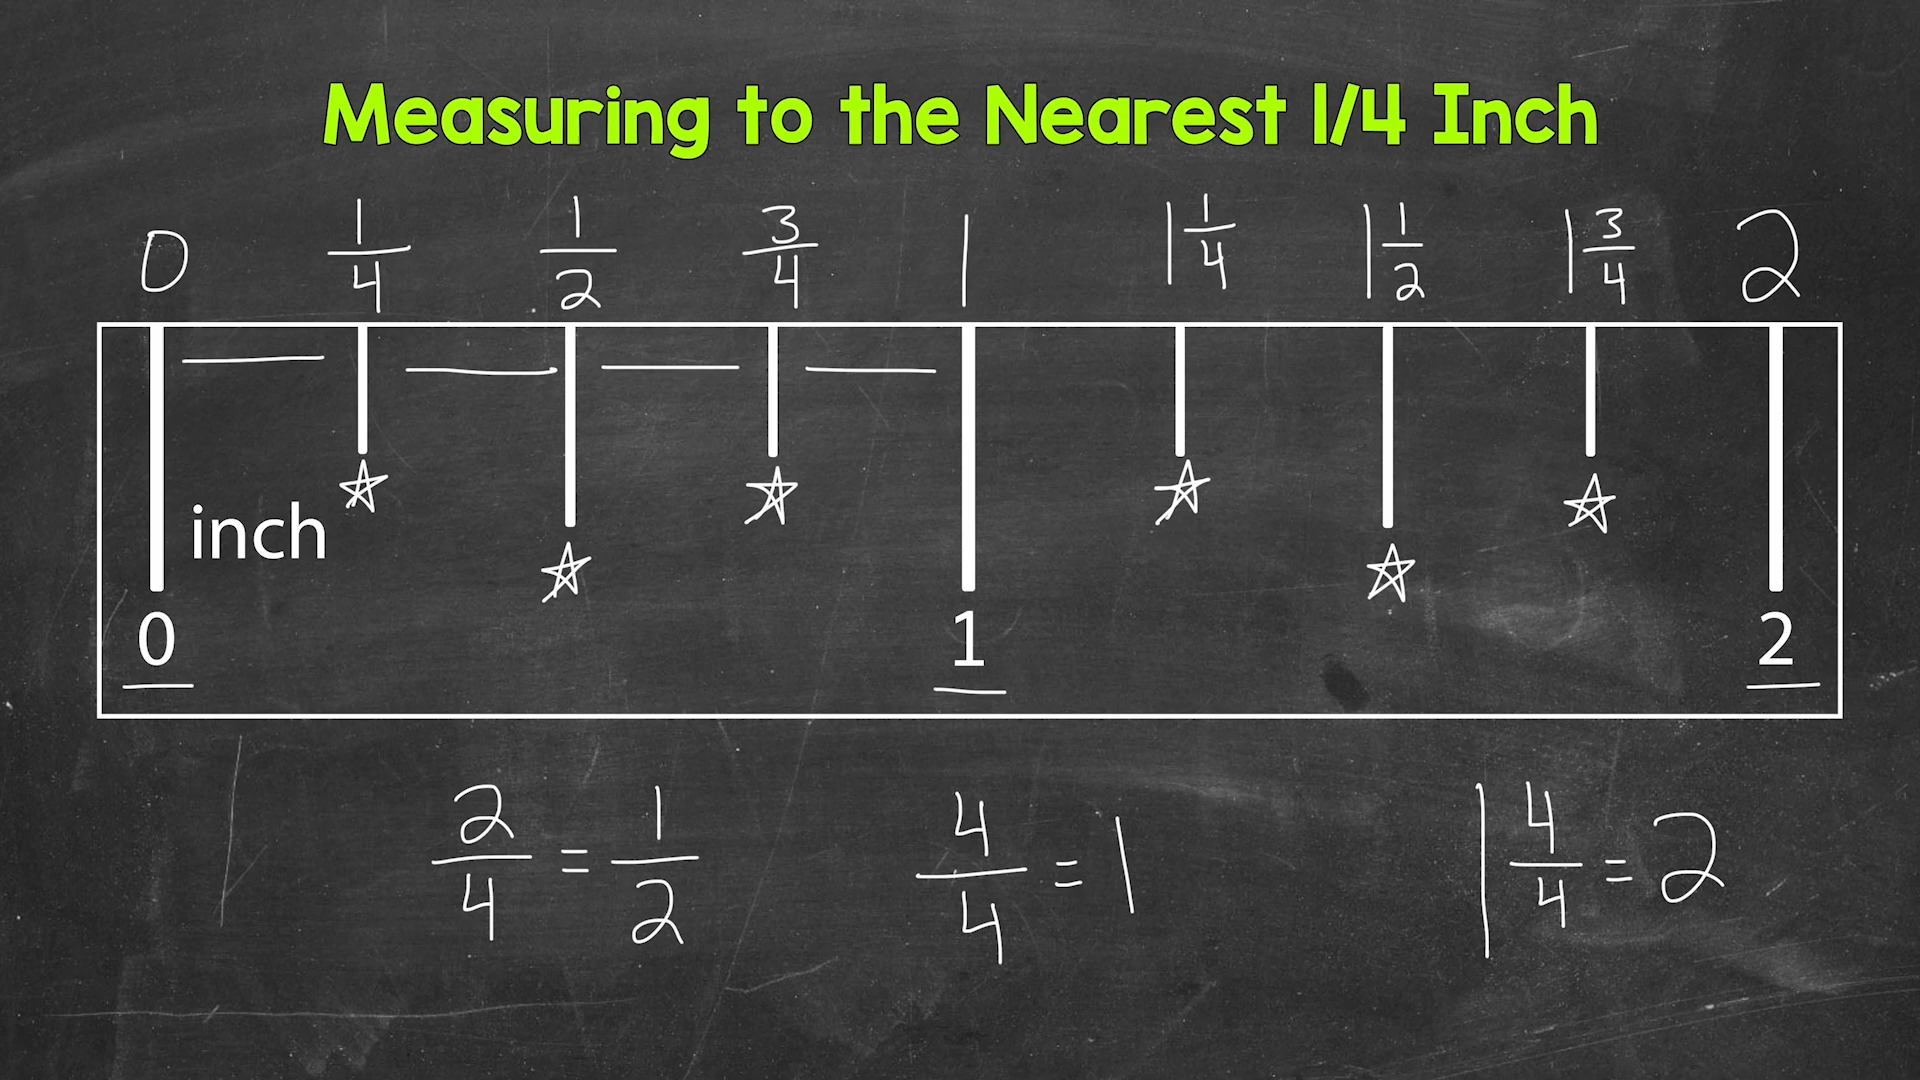 Measuring to the Nearest 1/4 Inch
0 1/4 1/2 3/4 1 1 1/4 1 1/2 1 3/4 2
inch
0 1 2
2/4 = 1/2 4/4 = 1 1 4/4 = 2